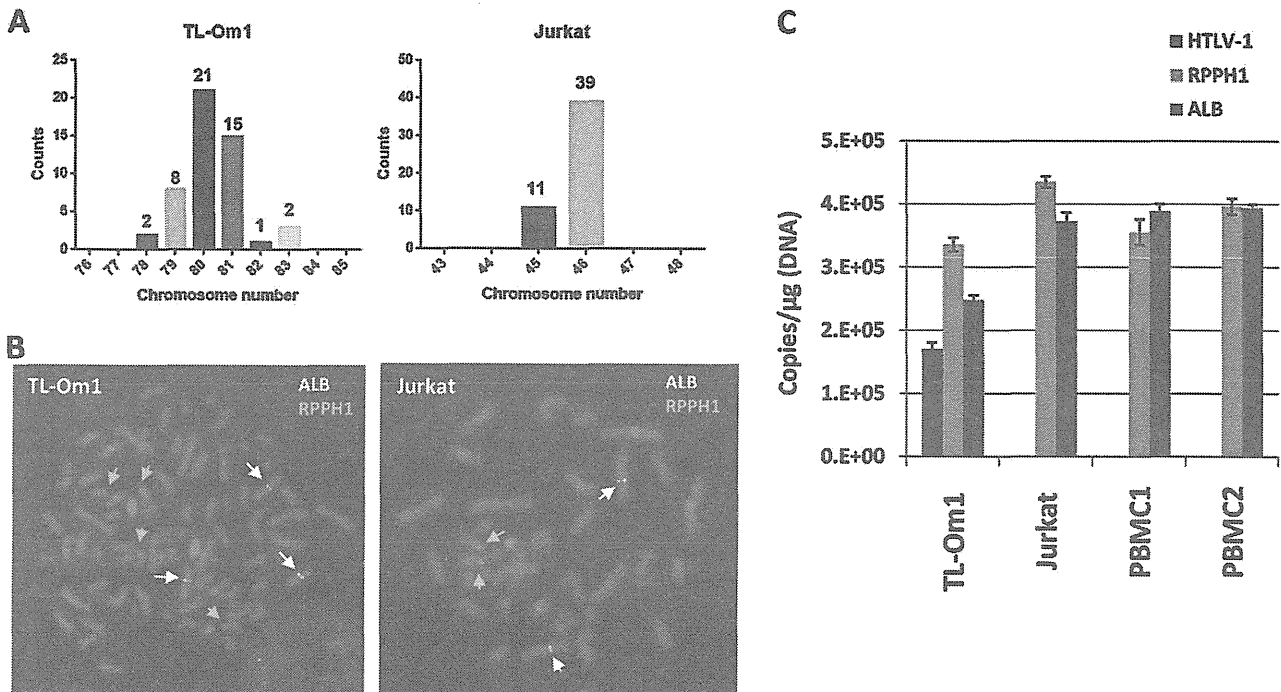 A
TL-Om1
25
20
15
10
5
0
Counts
2
8
21
15
1
2
76
77
78
79
80
81
82
83
84
85
Chromosome number
Jurkat
50
40
30
20
10
0
Counts
11
39
43
44
45
46
47
48
Chromosome number
B
TL-Om1
ALB
RPPH1
Jurkat
ALB
RPPH1
C
HTLV-1
RPPH1
ALB
Copies/µg (DNA)
5.E+05
4.E+05
3.E+05
2.E+05
1.E+05
0.E+00
TL-Om1
Jurkat
PBMC1
PBMC2